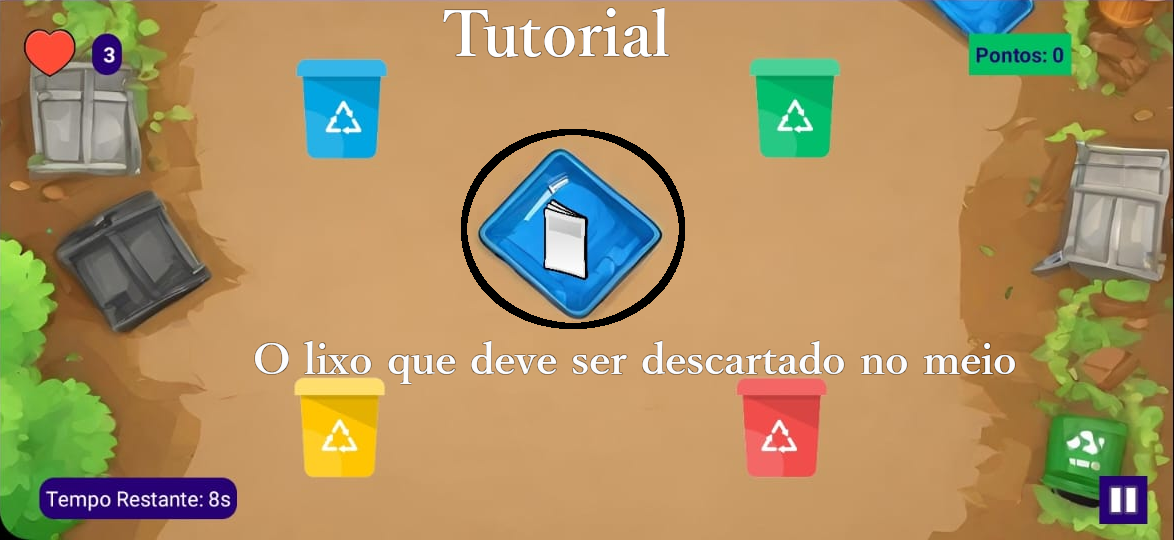 Tutorial
3
Pontos: 0
O lixo que deve ser descartado no meio
Tempo Restante: 8s